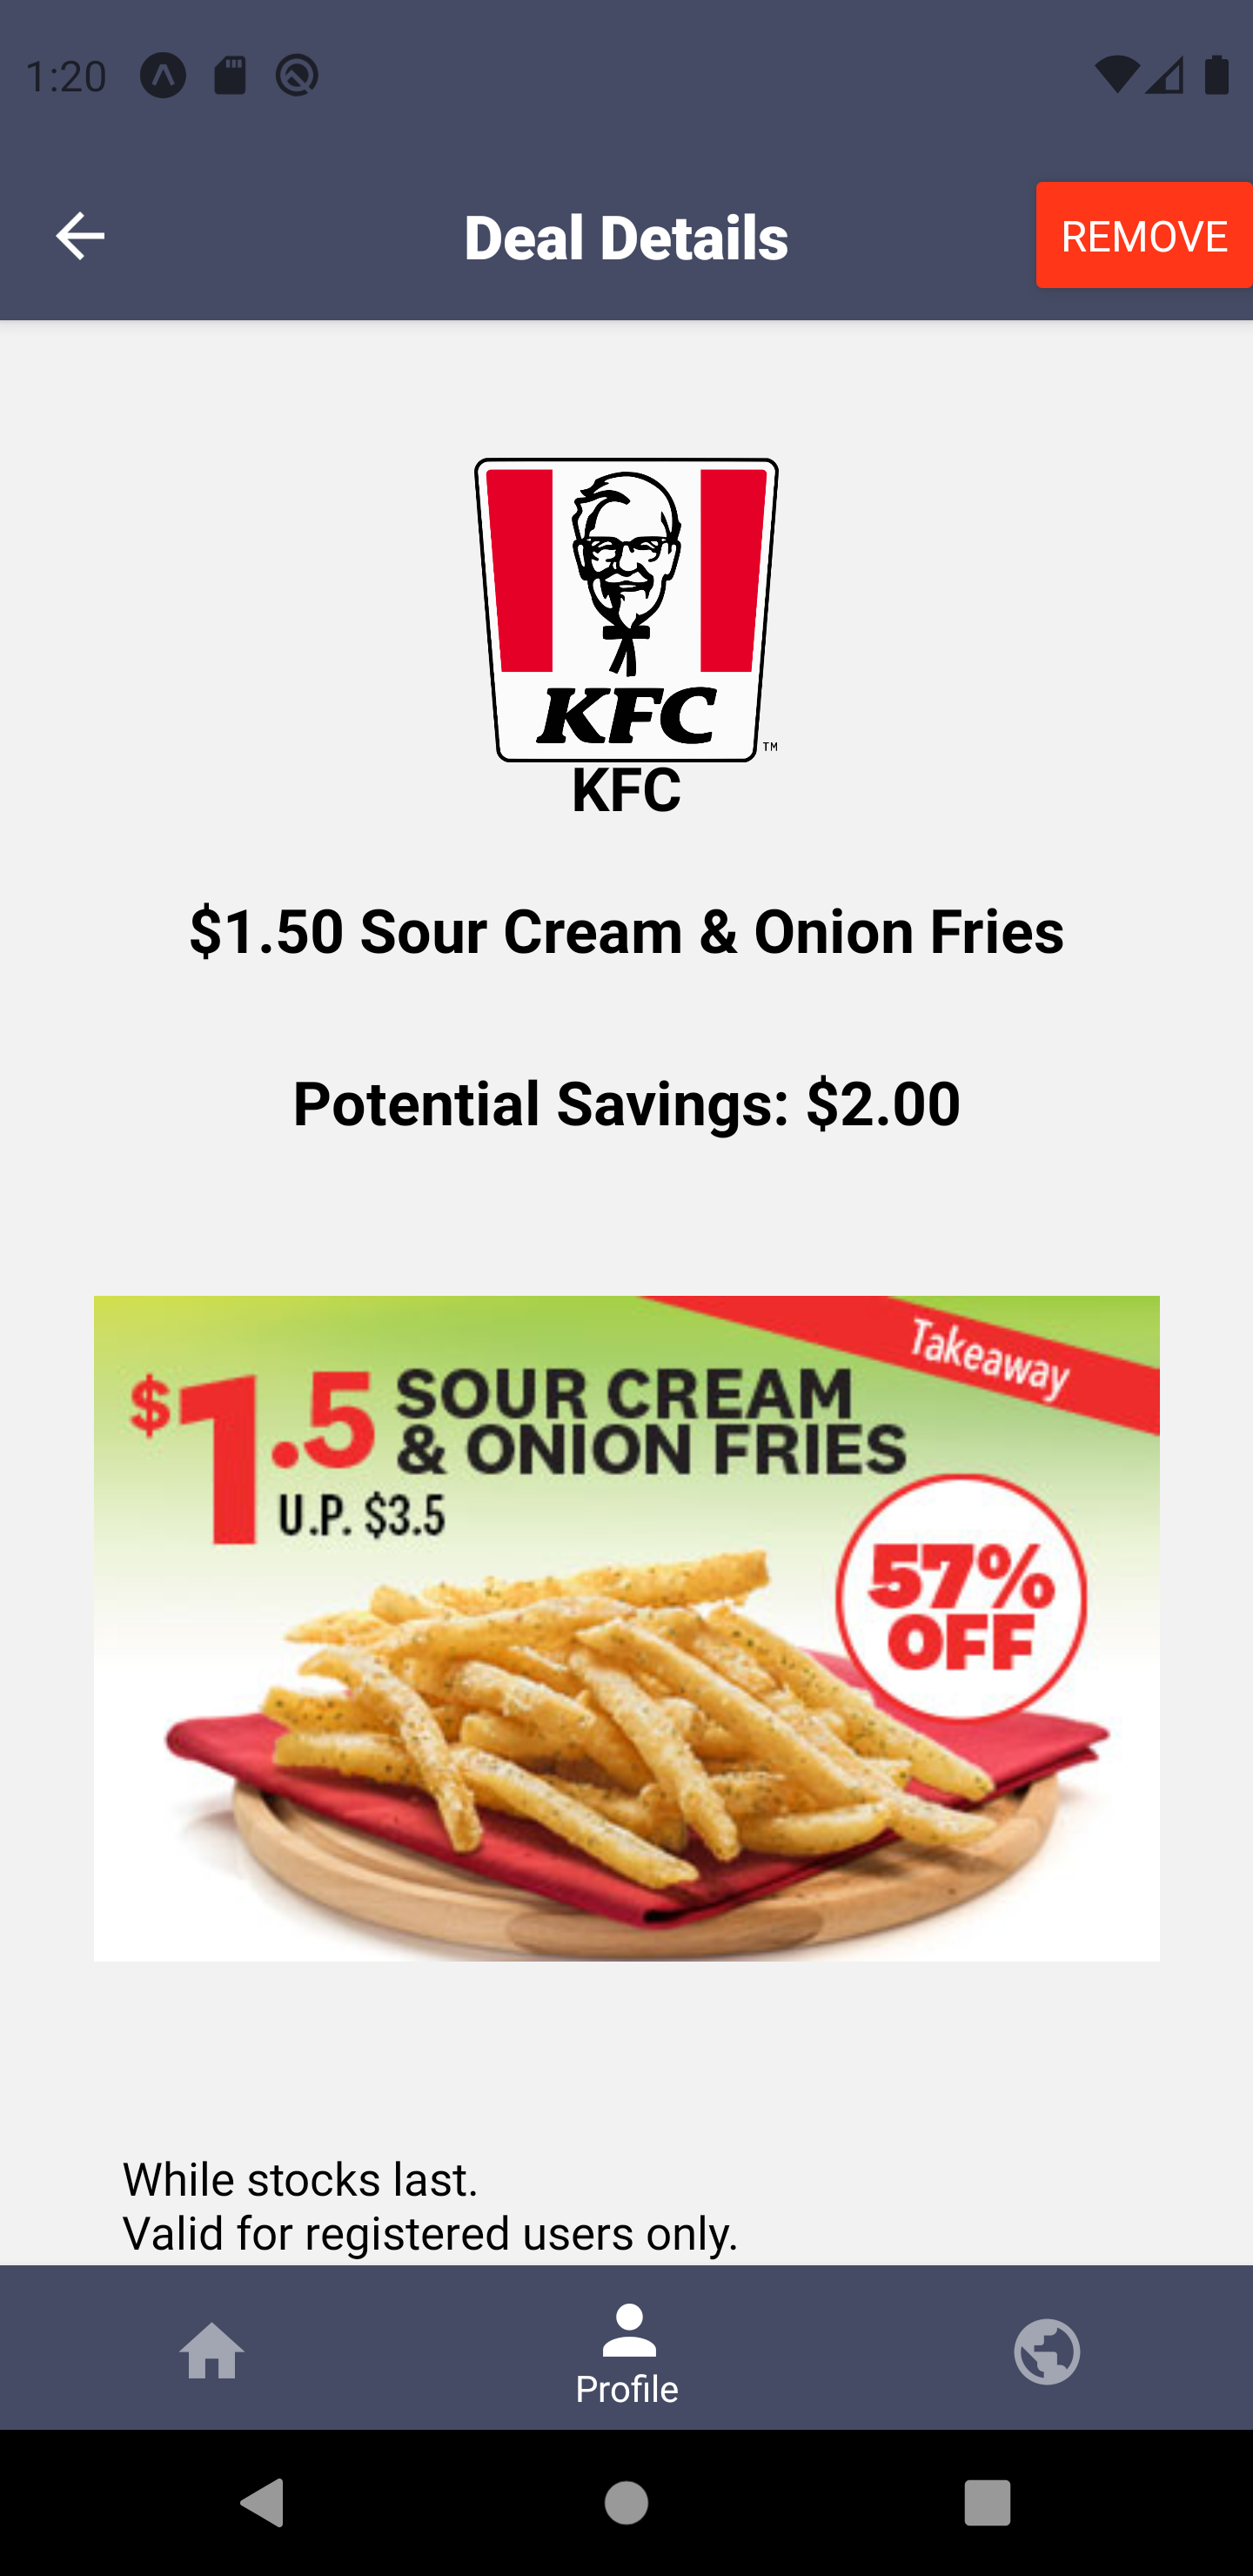 1:20
Deal Details
REMOVE
KFC
TM
KFC
$1.50 Sour Cream & Onion Fries
Potential Savings: $2.00
Takeaway
$1.5 SOUR CREAM
& ONION FRIES
U.P. $3.5
57%
OFF
While stocks last.
Valid for registered users only.
Profile